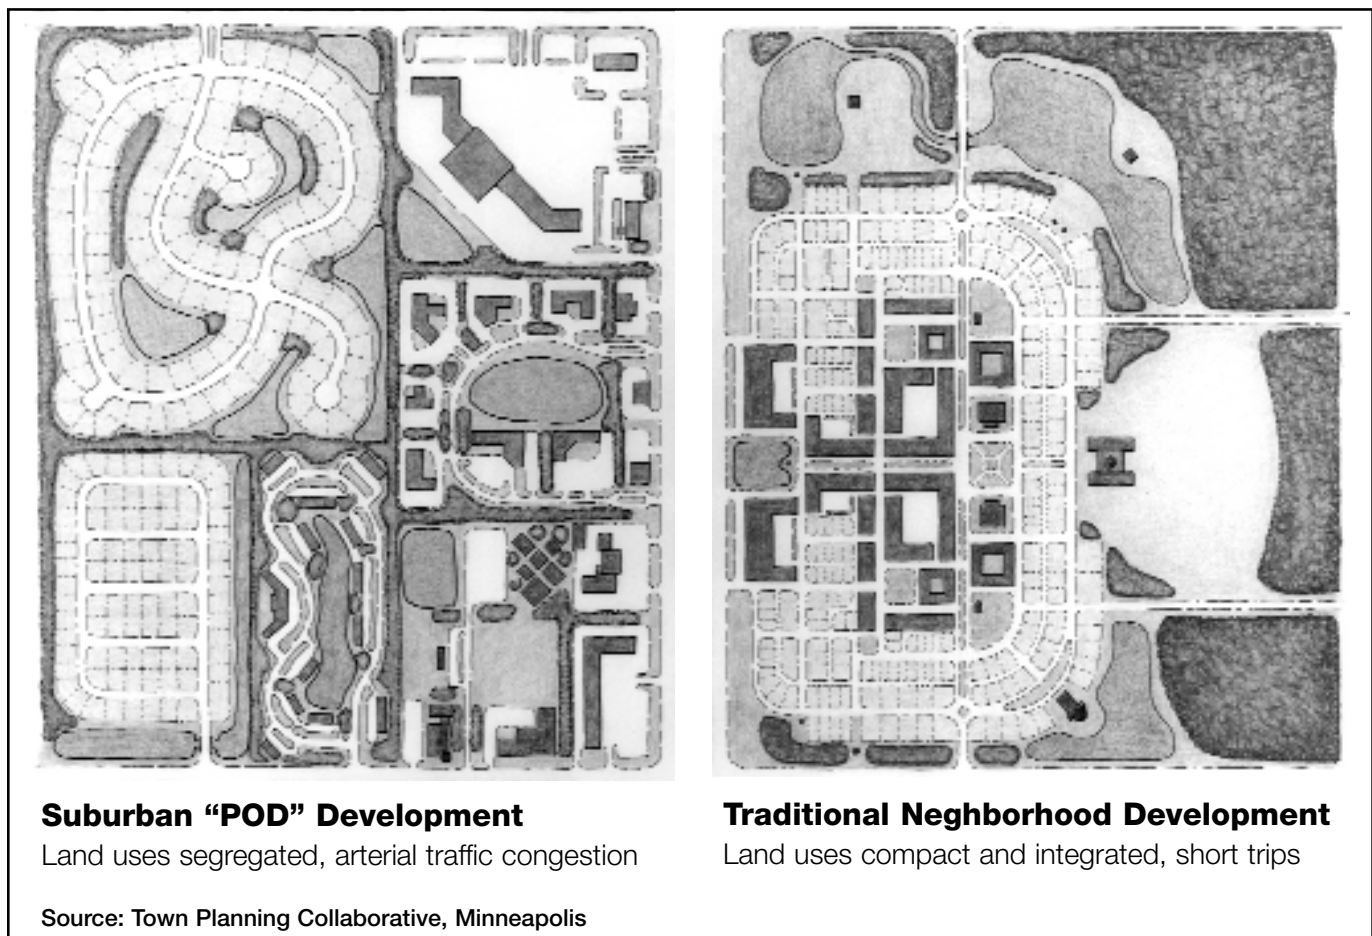 Suburban “POD” Development
Land uses segregated, arterial traffic congestion
Traditional Neghborhood Development
Land uses compact and integrated, short trips
Source: Town Planning Collaborative, Minneapolis